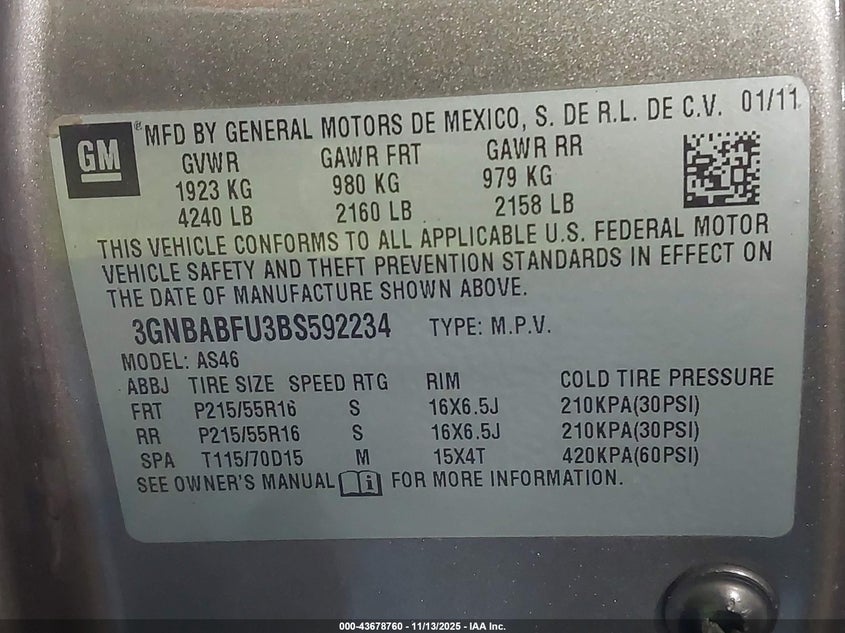 GM
®MFD BY GENERAL MOTORS DE MEXICO, S. DE R.L. DE C.V. 01/11
GVWR GAWR FRT GAWR RR
1923 KG 980 KG 979 KG
4240 LB 2160 LB 2158 LB
THIS VEHICLE CONFORMS TO ALL APPLICABLE U.S. FEDERAL MOTOR
VEHICLE SAFETY AND THEFT PREVENTION STANDARDS IN EFFECT ON
THE DATE OF MANUFACTURE SHOWN ABOVE.
3GNBABFU3BS592234 TYPE: M.P.V.
MODEL: AS46
ABBJ TIRE SIZE SPEED RTG RIM COLD TIRE PRESSURE
FRT P215/55R16 S 16X6.5J 210KPA(30PSI)
RR P215/55R16 S 16X6.5J 210KPA(30PSI)
SPA T115/70D15 M 15X4T 420KPA(60PSI)
SEE OWNER'S MANUAL i FOR MORE INFORMATION.
000-43678760 - 11/13/2025 - IAA Inc.